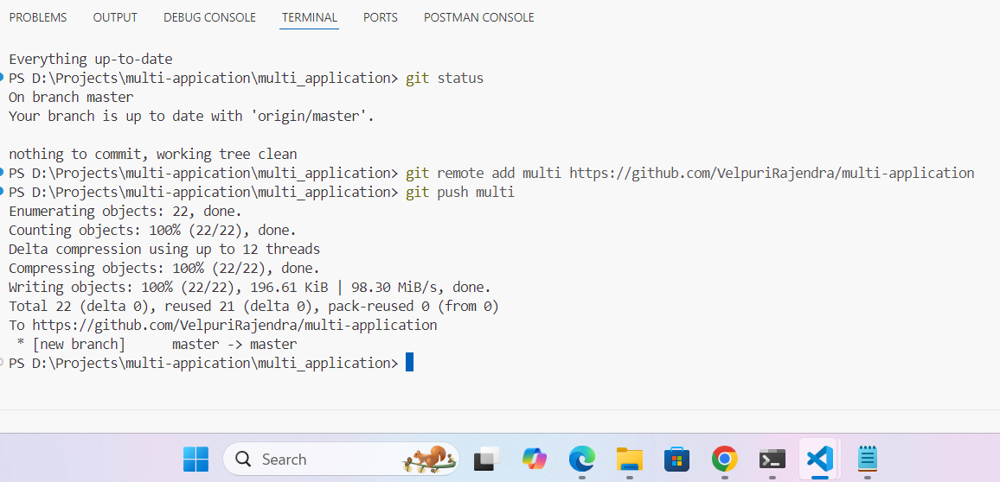 PROBLEMS OUTPUT DEBUG CONSOLE TERMINAL PORTS POSTMAN CONSOLE
Everything up-to-date
PS D:\Projects\multi-appication\multi_application> git status
On branch master
Your branch is up to date with 'origin/master'.
nothing to commit, working tree clean
PS D:\Projects\multi-appication\multi_application> git remote add multi https://github.com/VelpuriRajendra/multi-application
PS D:\Projects\multi-appication\multi_application> git push multi
Enumerating objects: 22, done.
Counting objects: 100% (22/22), done.
Delta compression using up to 12 threads
Compressing objects: 100% (22/22), done.
Writing objects: 100% (22/22), 196.61 KiB | 98.30 MiB/s, done.
Total 22 (delta 0), reused 21 (delta 0), pack-reused 0 (from 0)
To https://github.com/VelpuriRajendra/multi-application
 * [new branch]      master -> master
PS D:\Projects\multi-appication\multi_application>
Search